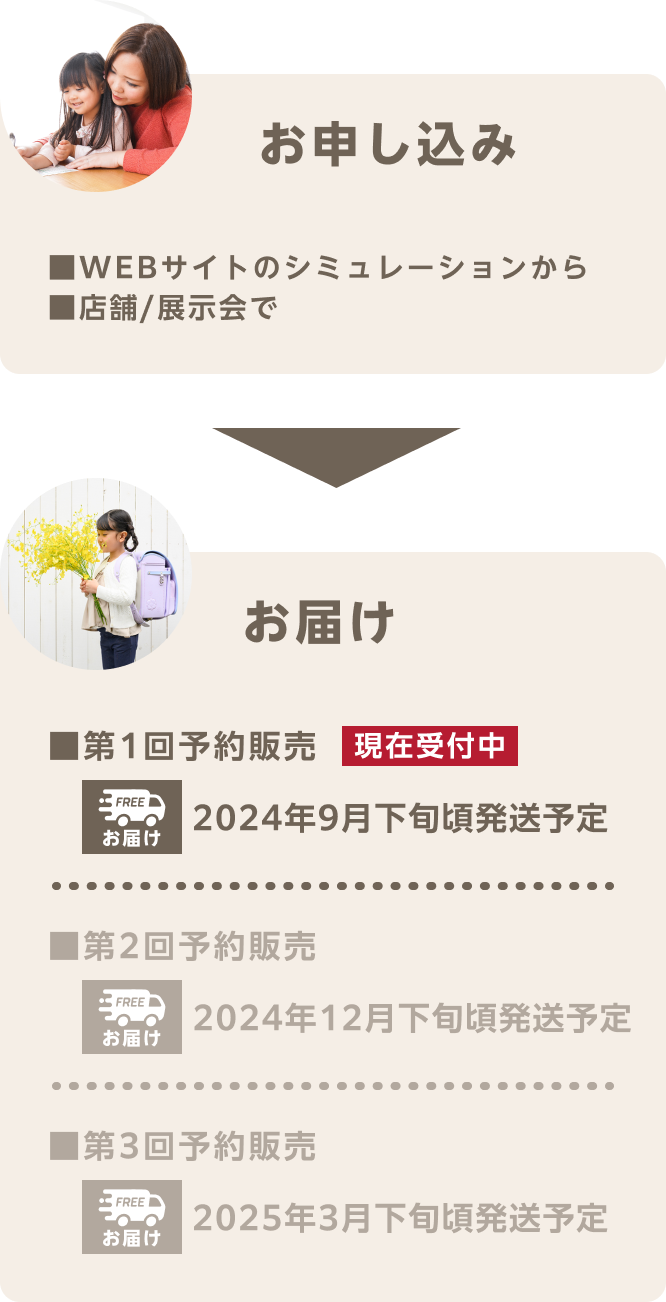 お申し込み
■WEBサイトのシミュレーションから
■店舗/展示会で
お届け
■第1回予約販売 現在受付中
FREE
お届け
2024年9月下旬頃発送予定
■第2回予約販売
FREE
お届け
2024年12月下旬頃発送予定
■第3回予約販売
FREE
お届け
2025年3月下旬頃発送予定